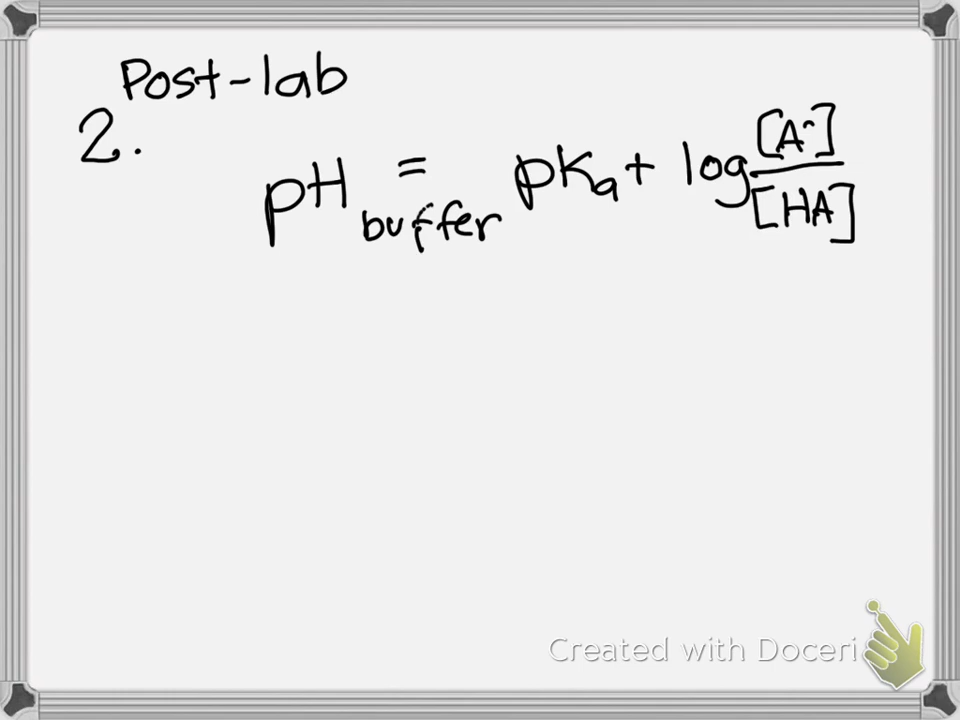 Post-lab
2.
pH buffer = pKa + log [A-]/[HA]
Created with Doceri